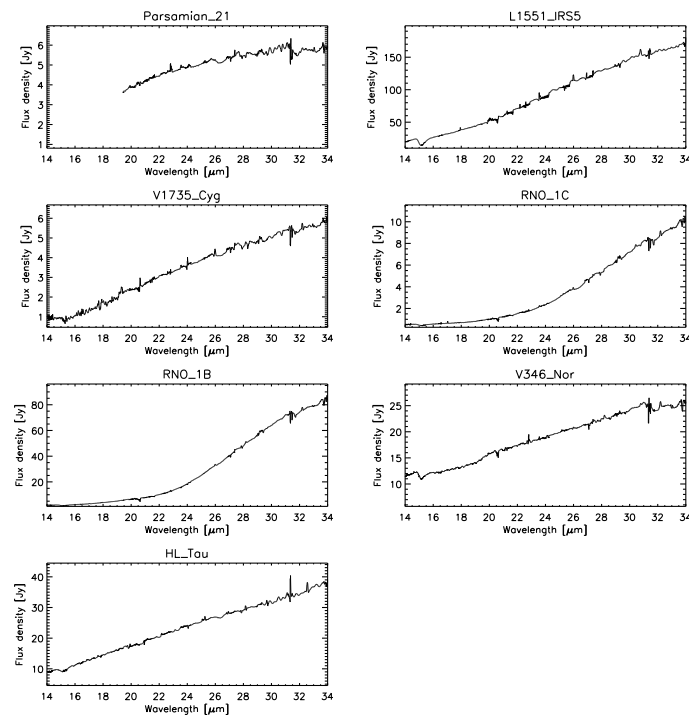 Parsamian_21
Flux density [Jy]
6
5
4
3
2
1
14 16 18 20 22 24 26 28 30 32 34
Wavelength [μm]
L1551_IRS5
Flux density [Jy]
150
100
50
14 16 18 20 22 24 26 28 30 32 34
Wavelength [μm]
V1735_Cyg
Flux density [Jy]
6
5
4
3
2
1
14 16 18 20 22 24 26 28 30 32 34
Wavelength [μm]
RNO_1C
Flux density [Jy]
10
8
6
4
2
14 16 18 20 22 24 26 28 30 32 34
Wavelength [μm]
RNO_1B
Flux density [Jy]
80
60
40
20
14 16 18 20 22 24 26 28 30 32 34
Wavelength [μm]
V346_Nor
Flux density [Jy]
25
20
15
10
14 16 18 20 22 24 26 28 30 32 34
Wavelength [μm]
HL_Tau
Flux density [Jy]
40
30
20
10
14 16 18 20 22 24 26 28 30 32 34
Wavelength [μm]